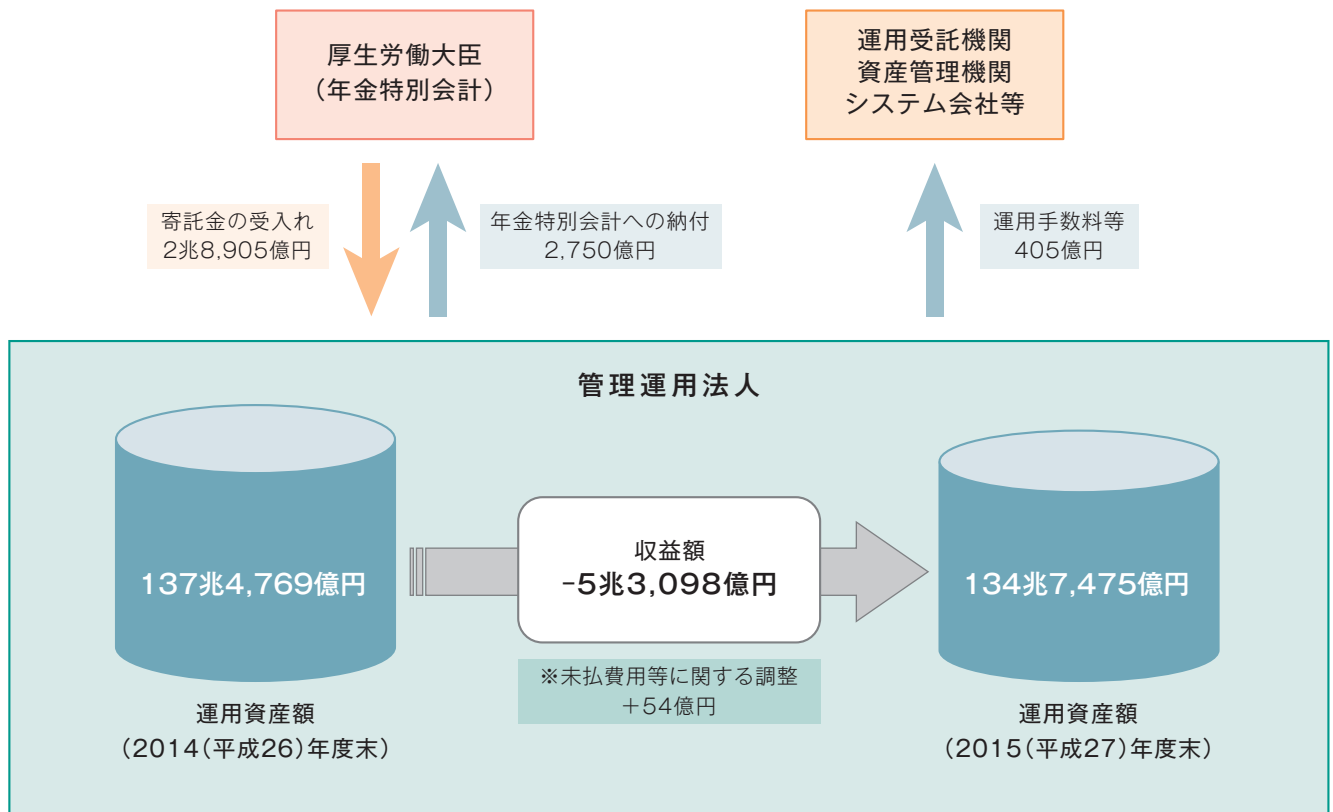 厚生労働大臣
（年金特別会計）
運用受託機関
資産管理機関
システム会社等
寄託金の受入れ
2兆8,905億円
年金特別会計への納付
2,750億円
運用手数料等
405億円
管理運用法人
137兆4,769億円
収益額
-5兆3,098億円
134兆7,475億円
※未払費用等に関する調整
＋54億円
運用資産額
（2014（平成26）年度末）
運用資産額
（2015（平成27）年度末）